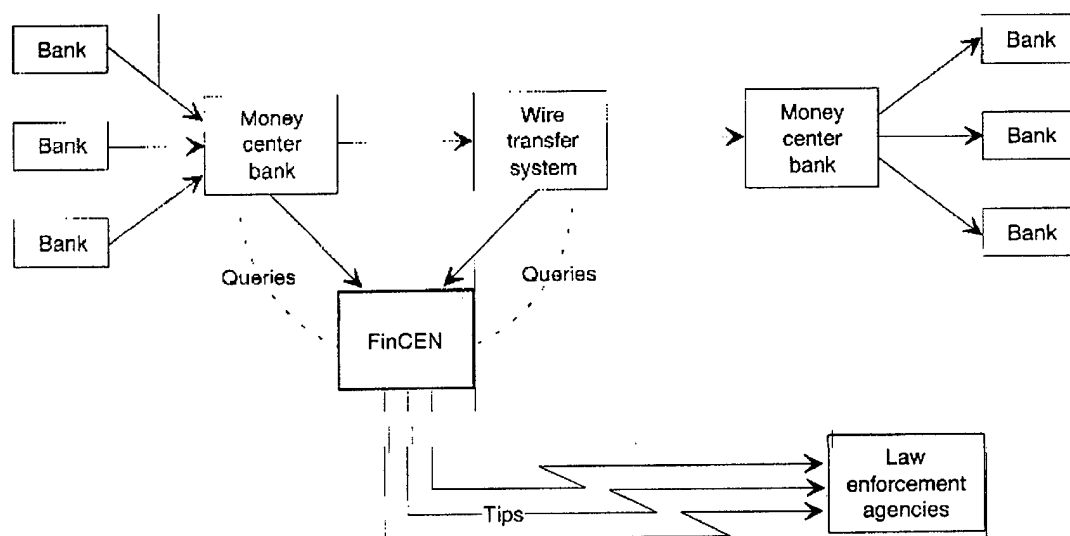 Bank
Bank
Bank
Money
center
bank
Wire
transfer
system
Money
center
bank
Bank
Bank
Bank
Queries
Queries
FinCEN
Tips
Law
enforcement
agencies